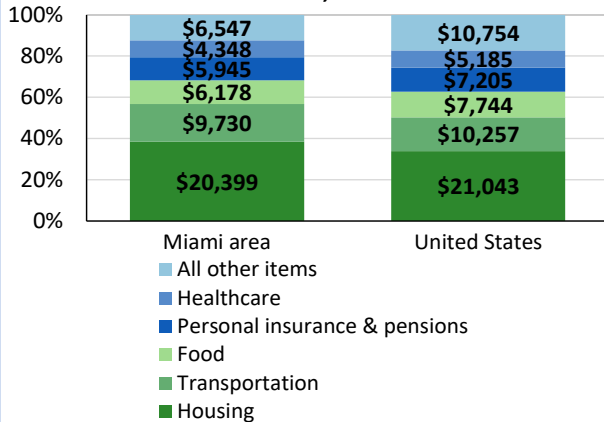 100%
80%
60%
40%
20%
0%
$6,547
$4,348
$5,945
$6,178
$9,730
$20,399
$10,754
$5,185
$7,205
$7,744
$10,257
$21,043
Miami area
United States
All other items
Healthcare
Personal insurance & pensions
Food
Transportation
Housing